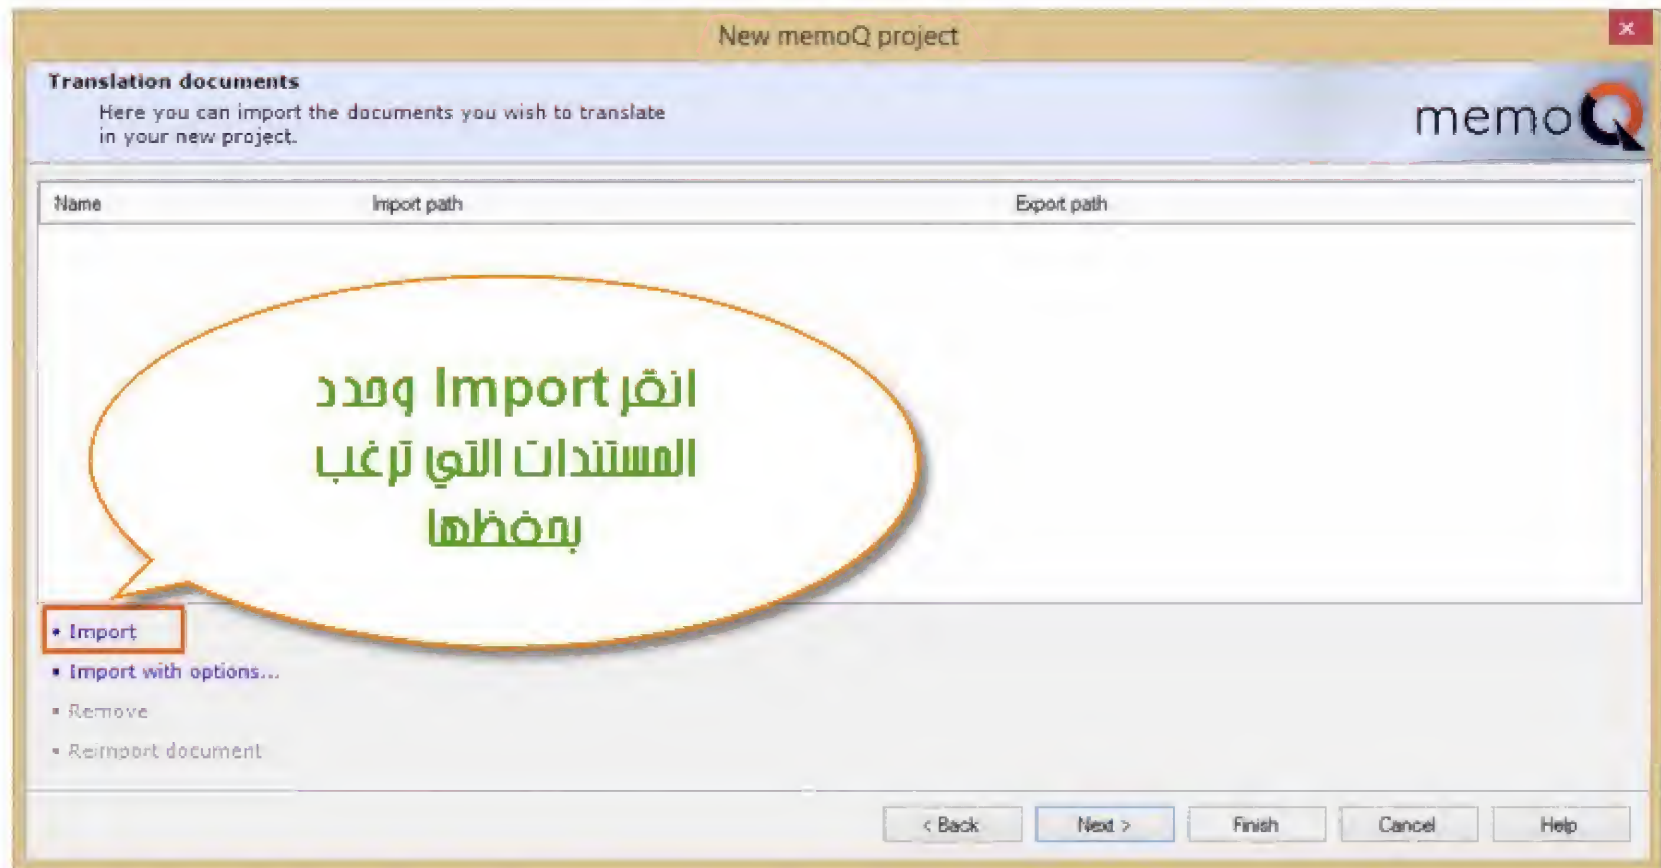 New memoQ project
Translation documents
Here you can import the documents you wish to translate
in your new project.
memoQ
Name Import path Export path
انقر Import وحدد
المستندات التي ترغب
بحفظها
Import
Import with options...
Remove
Reimport document
< Back Next > Finish Cancel Help